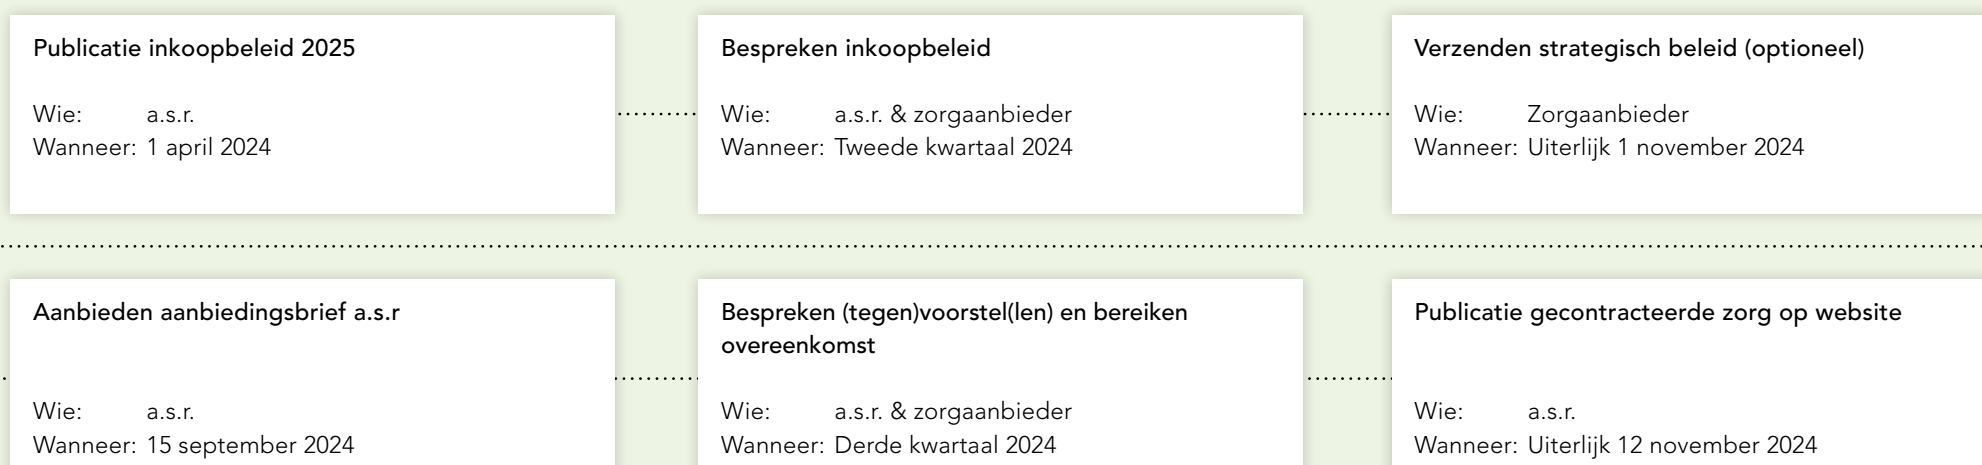 Publicatie inkoopbeleid 2025
Wie: a.s.r.
Wanneer: 1 april 2024
Bespreken inkoopbeleid
Wie: a.s.r. & zorgaanbieder
Wanneer: Tweede kwartaal 2024
Verzenden strategisch beleid (optioneel)
Wie: Zorgaanbieder
Wanneer: Uiterlijk 1 november 2024
Aanbieden aanbiedingsbrief a.s.r
Wie: a.s.r.
Wanneer: 15 september 2024
Bespreken (tegen)voorstel(len) en bereiken
overeenkomst
Wie: a.s.r. & zorgaanbieder
Wanneer: Derde kwartaal 2024
Publicatie gecontracteerde zorg op website
Wie: a.s.r.
Wanneer: Uiterlijk 12 november 2024